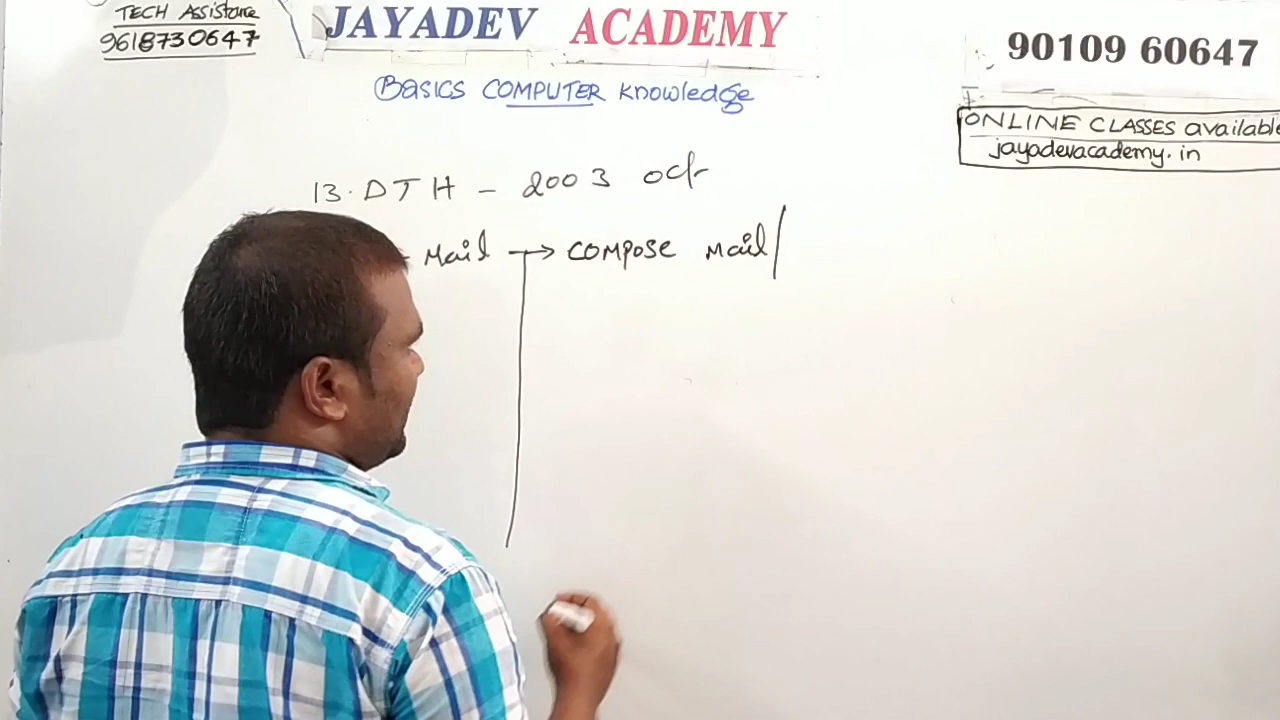 TECH Assistance
9618730647
JAYADEV ACADEMY
90109 60647
Basics COMPUTER Knowledge
ONLINE CLASSES available
jayadevacademy.in
13. DTH - 2003 Oct
- Mail → COMPOSE Mail/